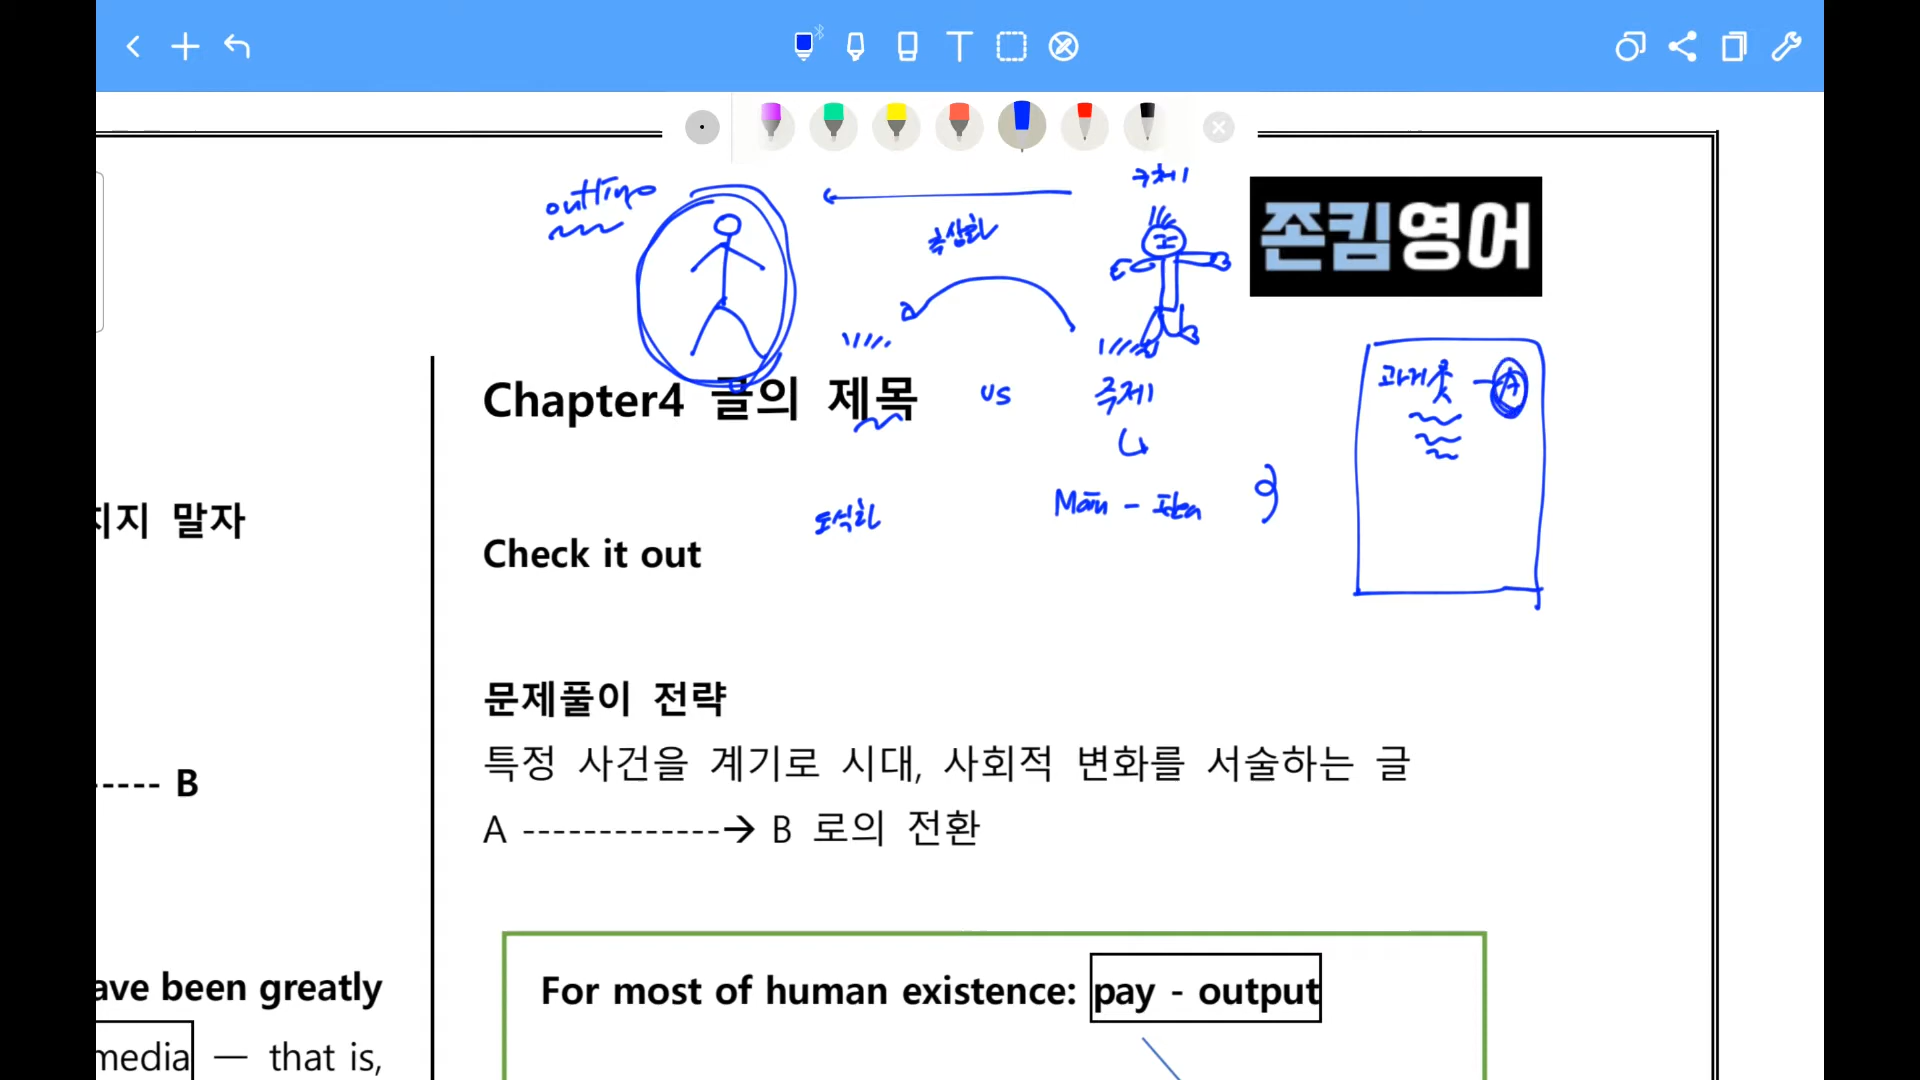 지지 말자
----- B
ave been greatly
media — that is,
outline
추상화
구체
존킴영어
Chapter4 글의 제목 vs 주제
Main - Idea
도식화
과거
A
Check it out
문제풀이 전략
특정 사건을 계기로 시대, 사회적 변화를 서술하는 글
A -------------→ B 로의 전환
For most of human existence: pay - output